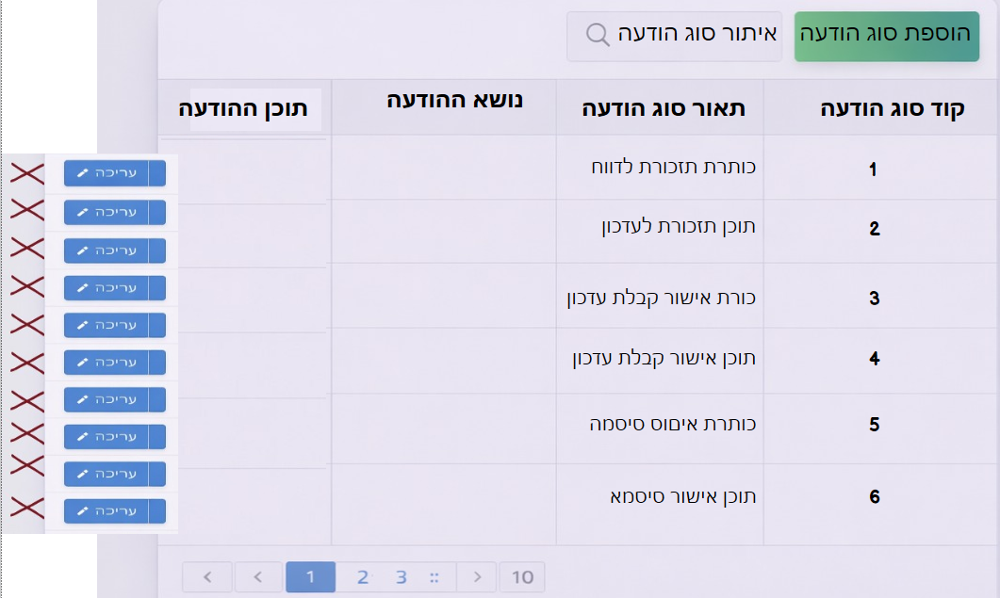 הוספת סוג הודעה
איתור סוג הודעה
קוד סוג הודעה תאור סוג הודעה נושא ההודעה תוכן ההודעה
1 כותרת תזכורת לדווח עריכה
2 תוכן תזכורת לעדכון עריכה
3 כורת אישור קבלת עדכון עריכה
4 תוכן אישור קבלת עדכון עריכה
5 כותרת איםוס סיסמה עריכה
6 תוכן אישור סיסמא עריכה
עריכה
עריכה
עריכה
עריכה
< < 1 2 3 :: > 10